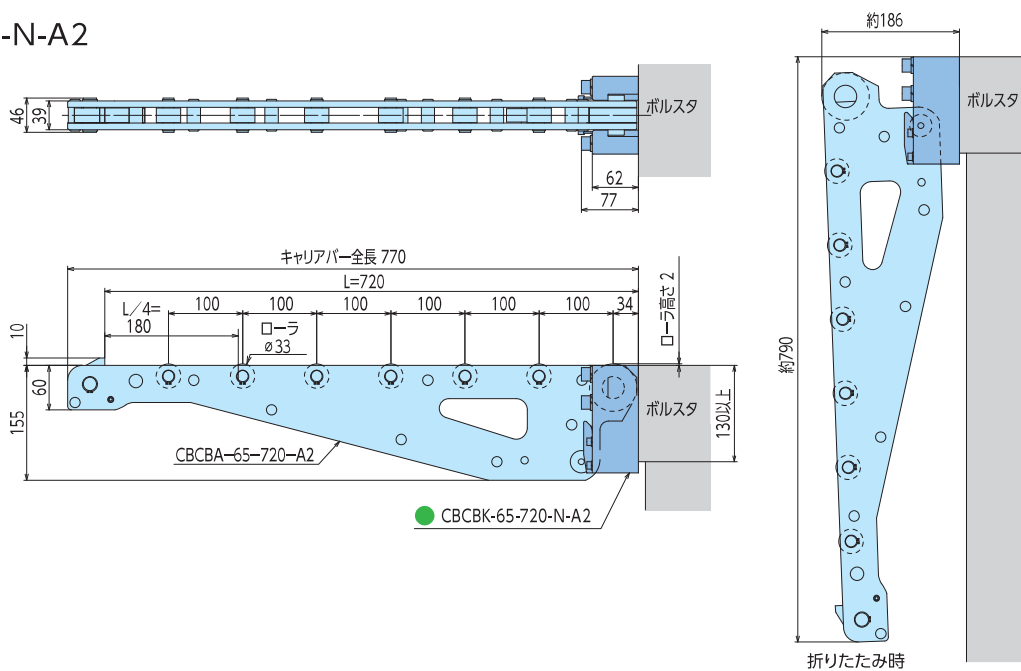 -N-A2
46
39
ボルスタ
62
77
キャリアバー全長 770
L=720
L/4=
180
100
100
100
100
100
100
34
ローラ
ø33
ローラ高さ 2
10
60
155
ボルスタ
130以上
CBCBA-65-720-A2
CBCBK-65-720-N-A2
約186
ボルスタ
約790
折りたたみ時